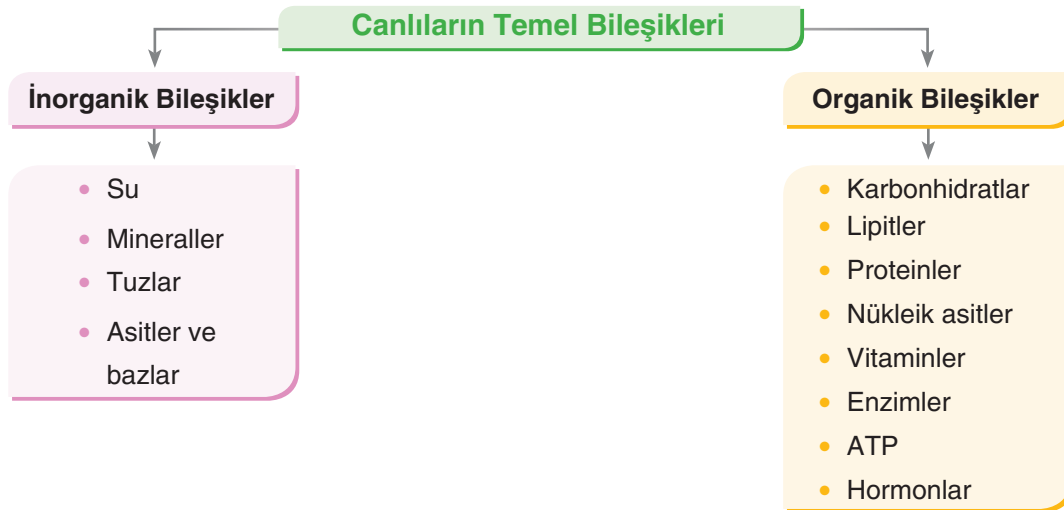 Canlıların Temel Bileşikleri
İnorganik Bileşikler
Su
Mineraller
Tuzlar
Asitler ve
bazlar
Organik Bileşikler
Karbonhidratlar
Lipitler
Proteinler
Nükleik asitler
Vitaminler
Enzimler
ATP
Hormonlar